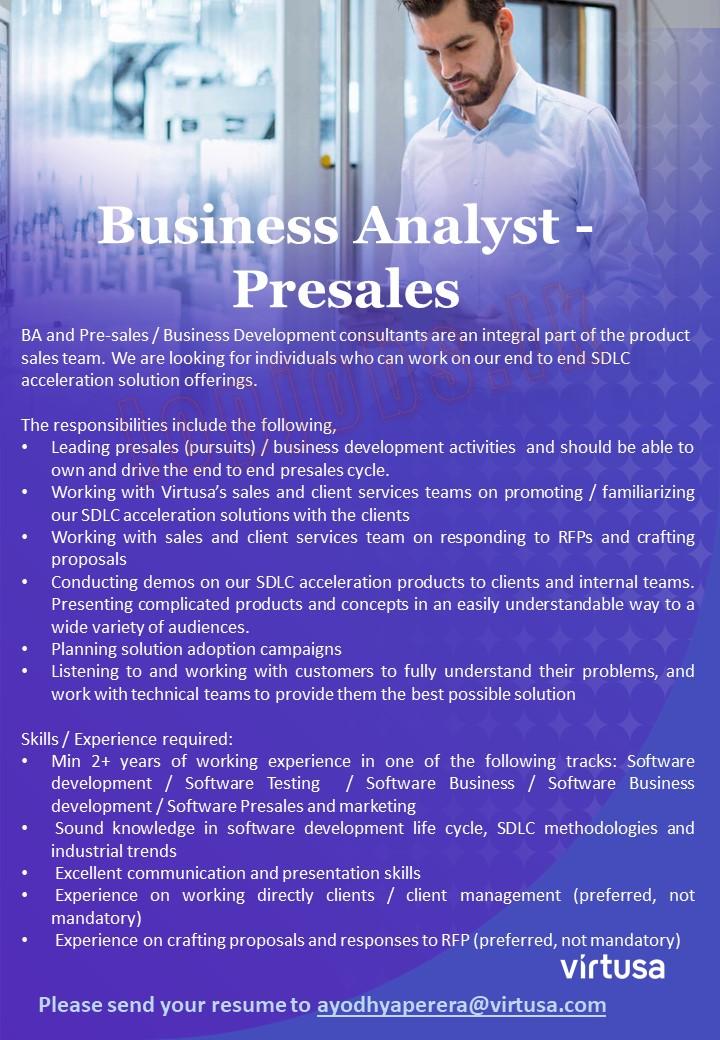 Business Analyst -
Presales
BA and Pre-sales / Business Development consultants are an integral part of the product
sales team. We are looking for individuals who can work on our end to end SDLC
acceleration solution offerings.
The responsibilities include the following,
• Leading presales (pursuits) / business development activities and should be able to
own and drive the end to end presales cycle.
• Working with Virtusa's sales and client services teams on promoting / familiarizing
our SDLC acceleration solutions with the clients
• Working with sales and client services team on responding to RFPs and crafting
proposals
• Conducting demos on our SDLC acceleration products to clients and internal teams.
Presenting complicated products and concepts in an easily understandable way to a
wide variety of audiences.
• Planning solution adoption campaigns
• Listening to and working with customers to fully understand their problems, and
work with technical teams to provide them the best possible solution
Skills / Experience required:
• Min 2+ years of working experience in one of the following tracks: Software
development / Software Testing / Software Business / Software Business
development / Software Presales and marketing
• Sound knowledge in software development life cycle, SDLC methodologies and
industrial trends
• Excellent communication and presentation skills
• Experience on working directly clients / client management (preferred, not
mandatory)
• Experience on crafting proposals and responses to RFP (preferred, not mandatory)
virtusa
Please send your resume to ayodhyaperera@virtusa.com